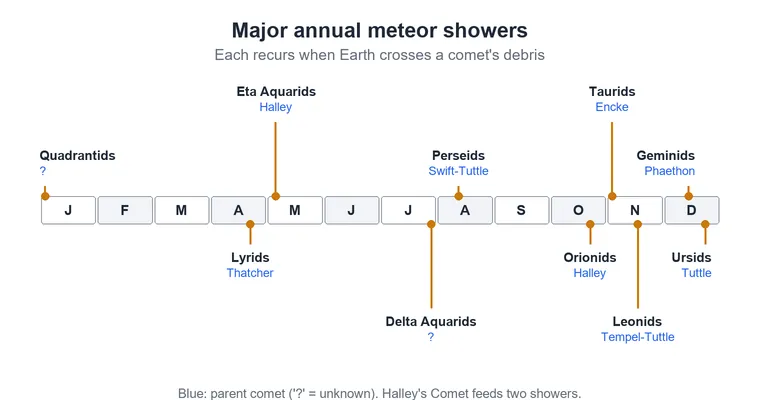 Major annual meteor showers
Each recurs when Earth crosses a comet's debris
Eta Aquarids
Halley
Taurids
Encke
Quadrantids
?
Perseids
Swift-Tuttle
Geminids
Phaethon
J F M A M J J A S O N D
Lyrids
Thatcher
Orionids
Halley
Ursids
Tuttle
Delta Aquarids
?
Leonids
Tempel-Tuttle
Blue: parent comet ('?' = unknown). Halley's Comet feeds two showers.